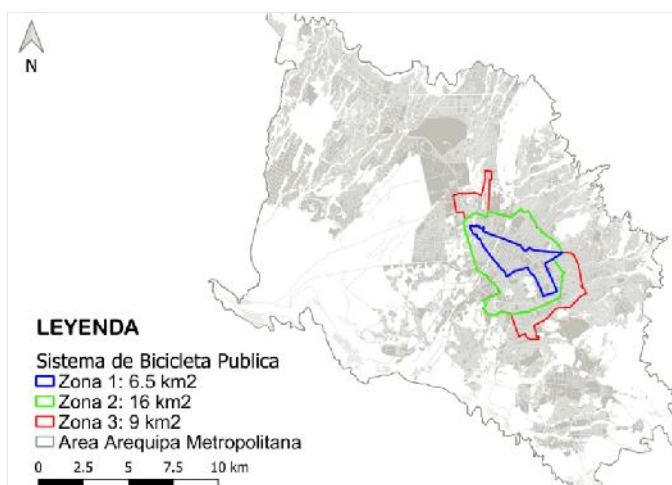 N
LEYENDA
Sistema de Bicicleta Publica
Zona 1: 6.5 km2
Zona 2: 16 km2
Zona 3: 9 km2
Area Arequipa Metropolitana
0 2.5 5 7.5 10 km